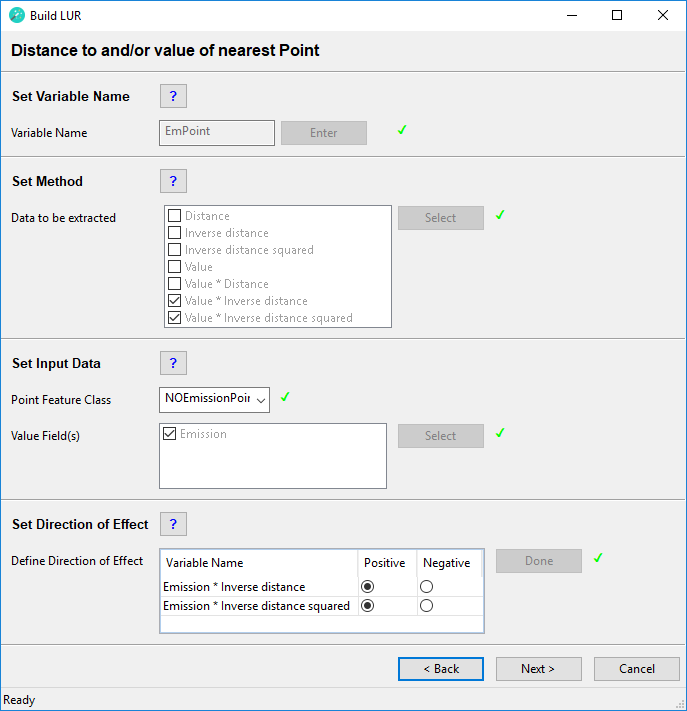 Build LUR
Distance to and/or value of nearest Point
Set Variable Name ?
Variable Name EmPoint Enter
Set Method ?
Data to be extracted Distance Select
Inverse distance
Inverse distance squared
Value
Value * Distance
Value * Inverse distance
Value * Inverse distance squared
Set Input Data ?
Point Feature Class NOEmissionPoin
Value Field(s) Emission Select
Set Direction of Effect ?
Define Direction of Effect Variable Name Positive Negative Done
Emission * Inverse distance
Emission * Inverse distance squared
< Back Next > Cancel
Ready